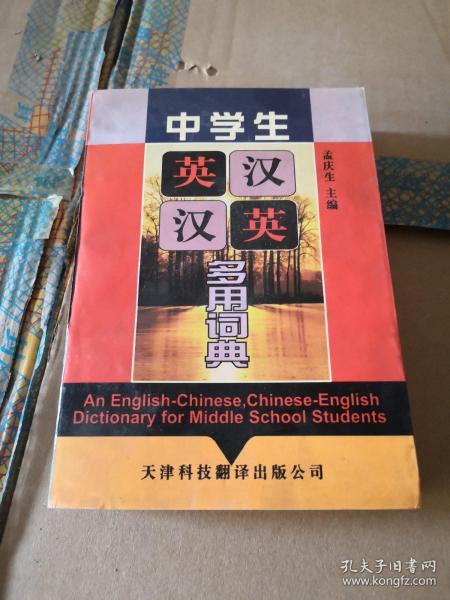 中学生
英汉
汉英
多用词典
孟庆生 主编
An English-Chinese,Chinese-English
Dictionary for Middle School Students
天津科技翻译出版公司
孔夫子旧书网
www.kongfz.com